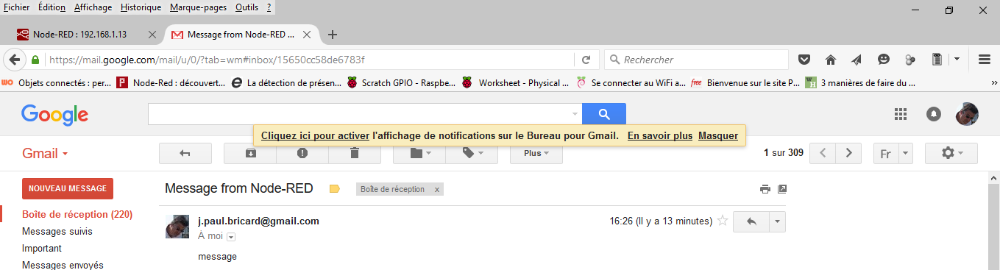 Fichier Édition Affichage Historique Marque-pages Outils ?
Node-RED : 192.168.1.13 Message from Node-RED ...
https://mail.google.com/mail/u/0/?tab=wm#inbox/15650cc58de6783f Rechercher
Objets connectés : per... Node-Red : découvert... La détection de présen... Scratch GPIO - Raspbe... Worksheet - Physical ... Se connecter au WiFi a... free Bienvenue sur le site P... 3 manières de faire du ... »
Google
Cliquez ici pour activer l'affichage de notifications sur le Bureau pour Gmail. En savoir plus Masquer
Gmail Plus 1 sur 309 Fr
NOUVEAU MESSAGE Message from Node-RED Boîte de réception x
Boîte de réception (220) j.paul.bricard@gmail.com 16:26 (Il y a 13 minutes)
Messages suivis À moi
Important message
Messages envoyés